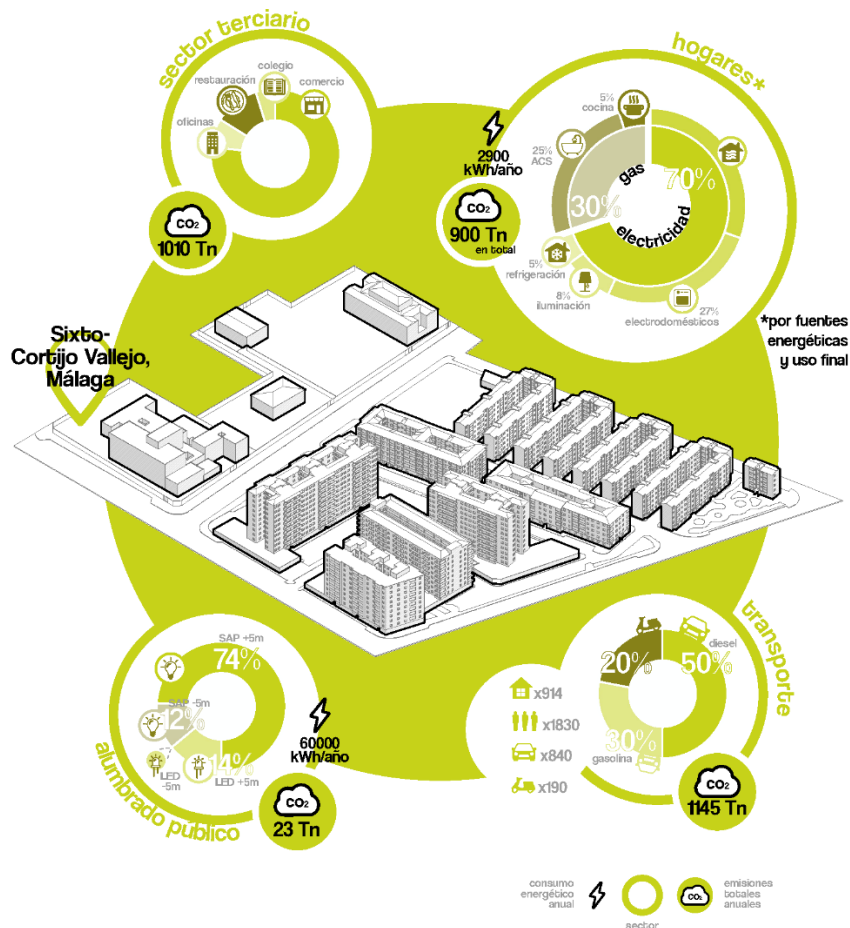 sector terciario
colegio
restauración
comercio
oficinas
CO₂
1010 Tn
hogares*
5%
cocina
2900
kWh/año
25%
ACS
gas
30%
70%
electricidad
CO₂
900 Tn
en total
5%
refrigeración
8%
iluminación
27%
electrodomésticos
*por fuentes
energéticas
y uso final
Sixto-
Cortijo Vallejo,
Málaga
alumbrado público
SAP +5m
74%
SAP -5m
12%
LED
-5m
14%
LED +5m
60000
kWh/año
CO₂
23 Tn
transporte
diesel
20%
50%
30%
gasolina
x914
x1830
x840
x190
CO₂
1145 Tn
consumo
energético
anual
sector
CO₂
emisiones
totales
anuales